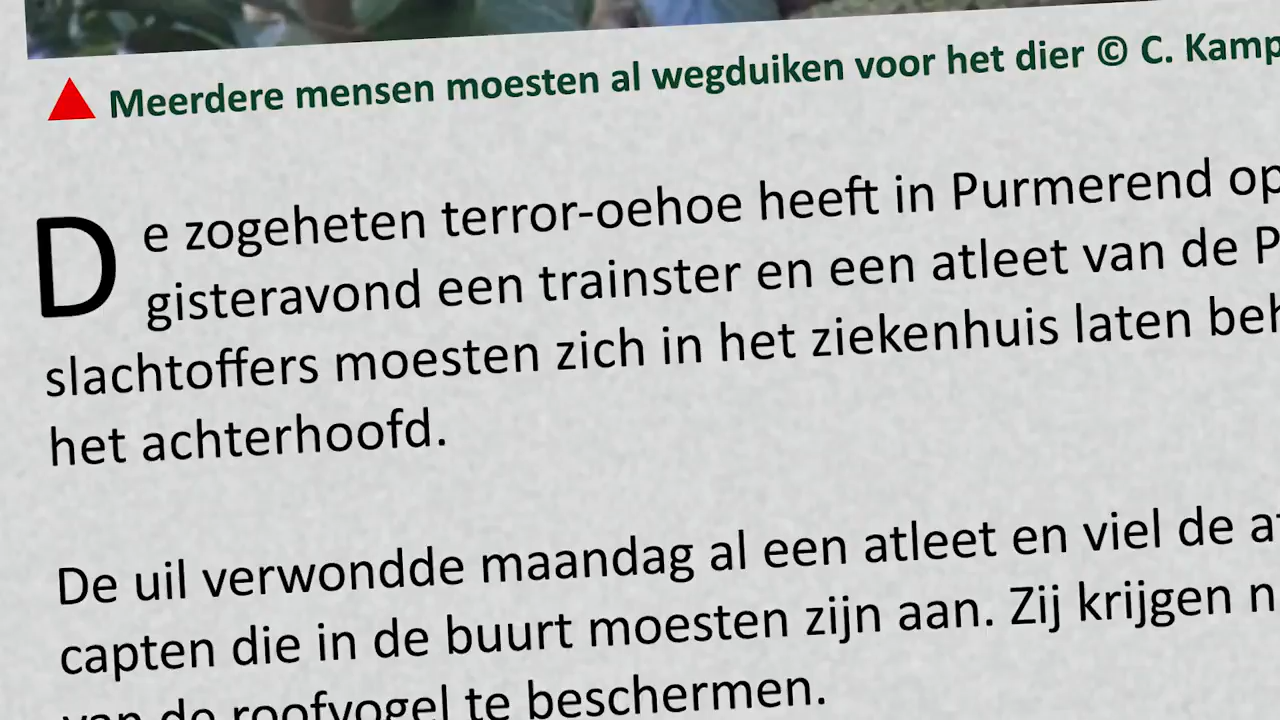 Meerdere mensen moesten al wegduiken voor het dier © C. Kamp
De zogeheten terror-oehoe heeft in Purmerend op
gisteravond een trainster en een atleet van de P
slachtoffers moesten zich in het ziekenhuis laten beh
het achterhoofd.
De uil verwondde maandag al een atleet en viel de a
capten die in de buurt moesten zijn aan. Zij krijgen n
van de roofvogel te beschermen.